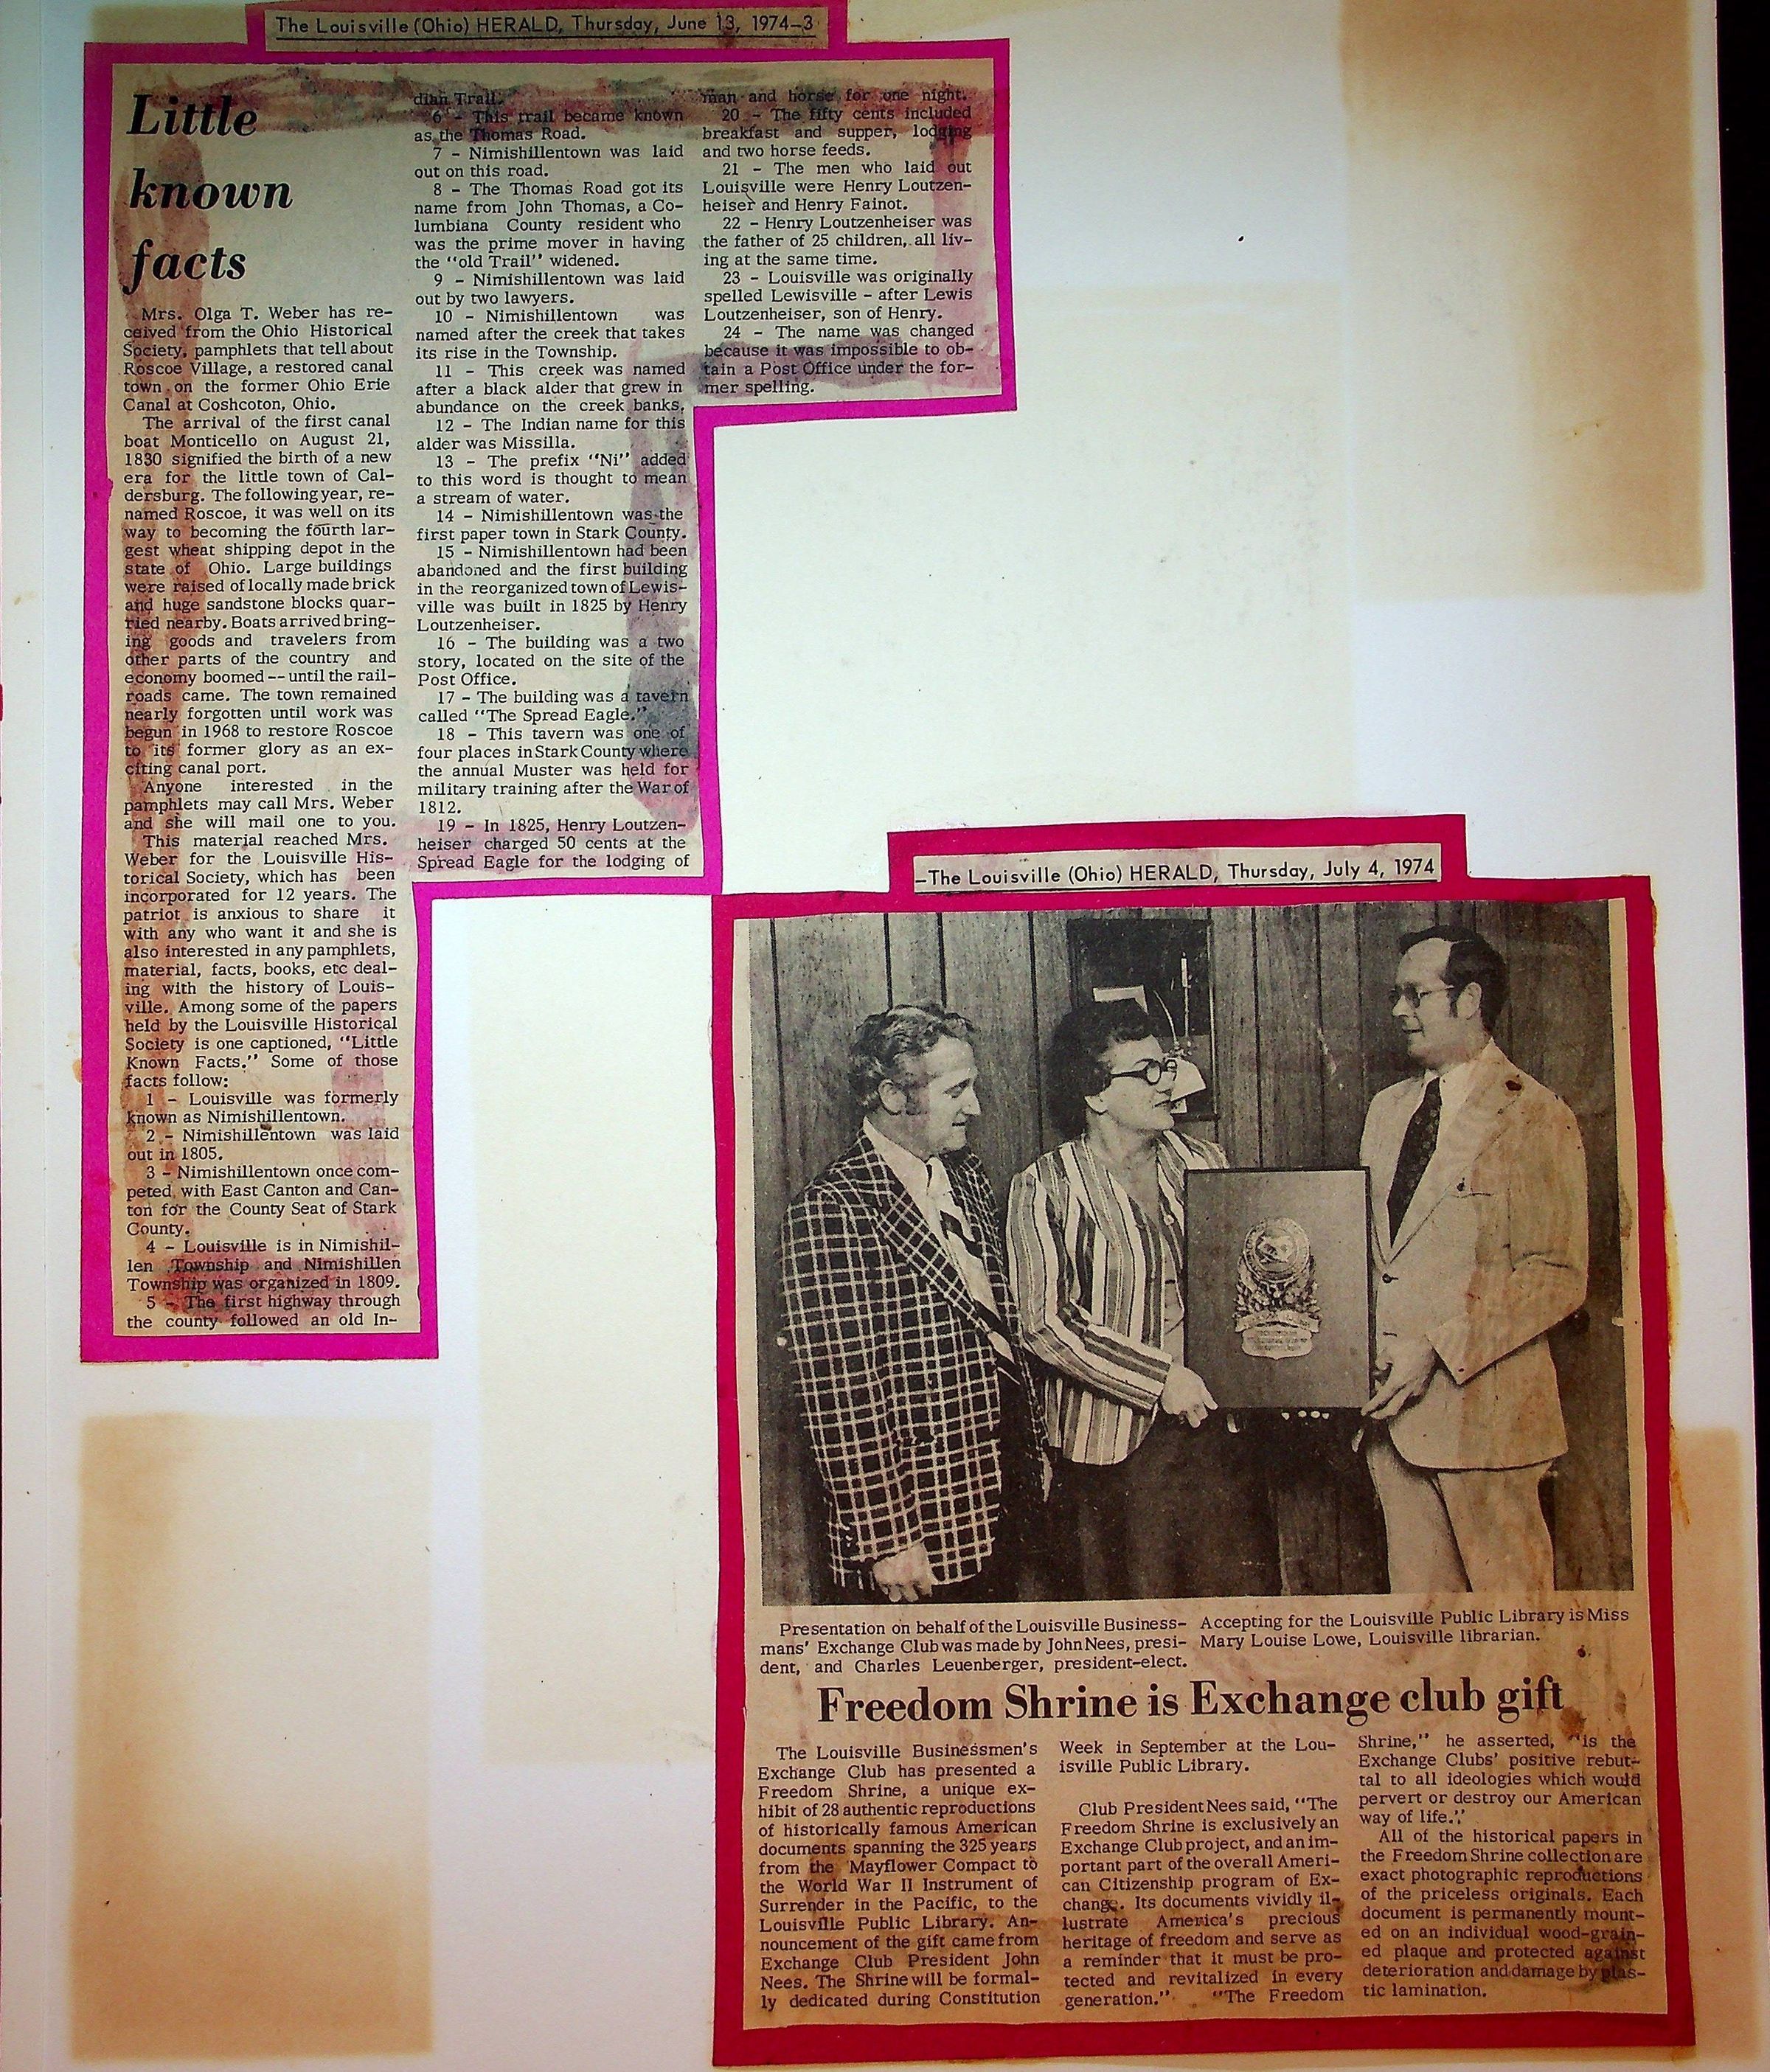 The Louisville (Ohio) HERALD, Thursday, June 13, 1974-3
Little
known
facts
Mrs. Olga T. Weber has re-
ceived from the Ohio Historical
Society, pamphlets that tell about
Roscoe Village, a restored canal
town on the former Ohio Erie
Canal at Coshcoton, Ohio.
The arrival of the first canal
boat Monticello on August 21,
1830 signified the birth of a new
era for the little town of Cal-
dersburg. The following year, re-
named Roscoe, it was well on its
way to becoming the fourth lar-
gest wheat shipping depot in the
state of Ohio. Large buildings
were raised of locally made brick
and huge sandstone blocks quar-
ried nearby. Boats arrived bring-
ing goods and travelers from
other parts of the country and
economy boomed -- until the rail-
roads came. The town remained
nearly forgotten until work was
begun in 1968 to restore Roscoe
to its former glory as an ex-
citing canal port.
Anyone interested in the
pamphlets may call Mrs. Weber
and she will mail one to you.
This material reached Mrs.
Weber for the Louisville His-
torical Society, which has been
incorporated for 12 years. The
patriot is anxious to share it
with any who want it and she is
also interested in any pamphlets,
material, facts, books, etc deal-
ing with the history of Louis-
ville. Among some of the papers
held by the Louisville Historical
Society is one captioned, "Little
Known Facts." Some of those
facts follow:
1 - Louisville was formerly
known as Nimishillentown.
2 - Nimishillentown was laid
out in 1805.
3 - Nimishillentown once com-
peted with East Canton and Can-
ton for the County Seat of Stark
County.
4 - Louisville is in Nimishil-
len Township and Nimishillen
Township was organized in 1809.
5 - The first highway through
the county followed an old In-
dian Trail.
6 - This trail became known
as the Thomas Road.
7 - Nimishillentown was laid
out on this road.
8 - The Thomas Road got its
name from John Thomas, a Co-
lumbiana County resident who
was the prime mover in having
the "old Trail" widened.
9 - Nimishillentown was laid
out by two lawyers.
10 - Nimishillentown was
named after the creek that takes
its rise in the Township.
11 - This creek was named
after a black alder that grew in
abundance on the creek banks.
12 - The Indian name for this
alder was Missilla.
13 - The prefix "Ni" added
to this word is thought to mean
a stream of water.
14 - Nimishillentown was the
first paper town in Stark County.
15 - Nimishillentown had been
abandoned and the first building
in the reorganized town of Lewis-
ville was built in 1825 by Henry
Loutzenheiser.
16 - The building was a two
story, located on the site of the
Post Office.
17 - The building was a tavern
called "The Spread Eagle."
18 - This tavern was one of
four places in Stark County where
the annual Muster was held for
military training after the War of
1812.
19 - In 1825, Henry Loutzen-
heiser charged 50 cents at the
Spread Eagle for the lodging of
man and horse for one night.
20 - The fifty cents included
breakfast and supper, lodging
and two horse feeds.
21 - The men who laid out
Louisville were Henry Loutzen-
heiser and Henry Fainot.
22 - Henry Loutzenheiser was
the father of 25 children, all liv-
ing at the same time.
23 - Louisville was originally
spelled Lewisville - after Lewis
Loutzenheiser, son of Henry.
24 - The name was changed
because it was impossible to ob-
tain a Post Office under the for-
mer spelling.
-The Louisville (Ohio) HERALD, Thursday, July 4, 1974
Presentation on behalf of the Louisville Business-
mans' Exchange Club was made by John Nees, presi-
dent, and Charles Leuenberger, president-elect.
Accepting for the Louisville Public Library is Miss
Mary Louise Lowe, Louisville librarian.
Freedom Shrine is Exchange club gift
The Louisville Businessmen's
Exchange Club has presented a
Freedom Shrine, a unique ex-
hibit of 28 authentic reproductions
of historically famous American
documents spanning the 325 years
from the Mayflower Compact to
the World War II Instrument of
Surrender in the Pacific, to the
Louisville Public Library. An-
nouncement of the gift came from
Exchange Club President John
Nees. The Shrine will be formal-
ly dedicated during Constitution
Week in September at the Lou-
isville Public Library.
Club President Nees said, "The
Freedom Shrine is exclusively an
Exchange Club project, and an im-
portant part of the overall Ameri-
can Citizenship program of Ex-
change. Its documents vividly il-
lustrate America's precious
heritage of freedom and serve as
a reminder that it must be pro-
tected and revitalized in every
generation." "The Freedom
Shrine," he asserted, "is the
Exchange Clubs' positive rebut-
tal to all ideologies which would
pervert or destroy our American
way of life."
All of the historical papers in
the Freedom Shrine collection are
exact photographic reproductions
of the priceless originals. Each
document is permanently mount-
ed on an individual wood-grain-
ed plaque and protected against
deterioration and damage by plas-
tic lamination.